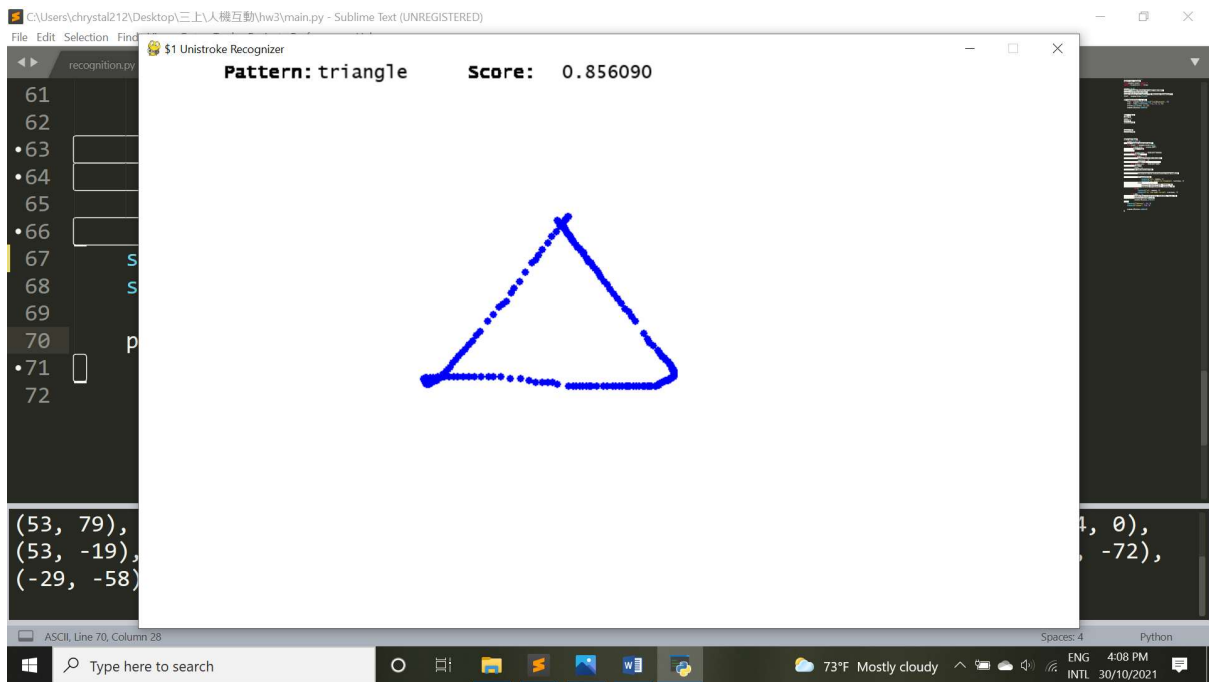 C:\Users\chrystal212\Desktop\三上\人機互動\hw3\main.py - Sublime Text (UNREGISTERED)
File Edit Selection Find
$1 Unistroke Recognizer
recognition.py
Pattern: triangle Score: 0.856090
61
62
63
64
65
66
67 s
68 s
69
70 p
71
72
(53, 79), 4, 0),
(53, -19), , -72),
(-29, -58)
ASCII, Line 70, Column 28 Spaces: 4 Python
Type here to search 73°F Mostly cloudy ENG 4:08 PM
INTL 30/10/2021